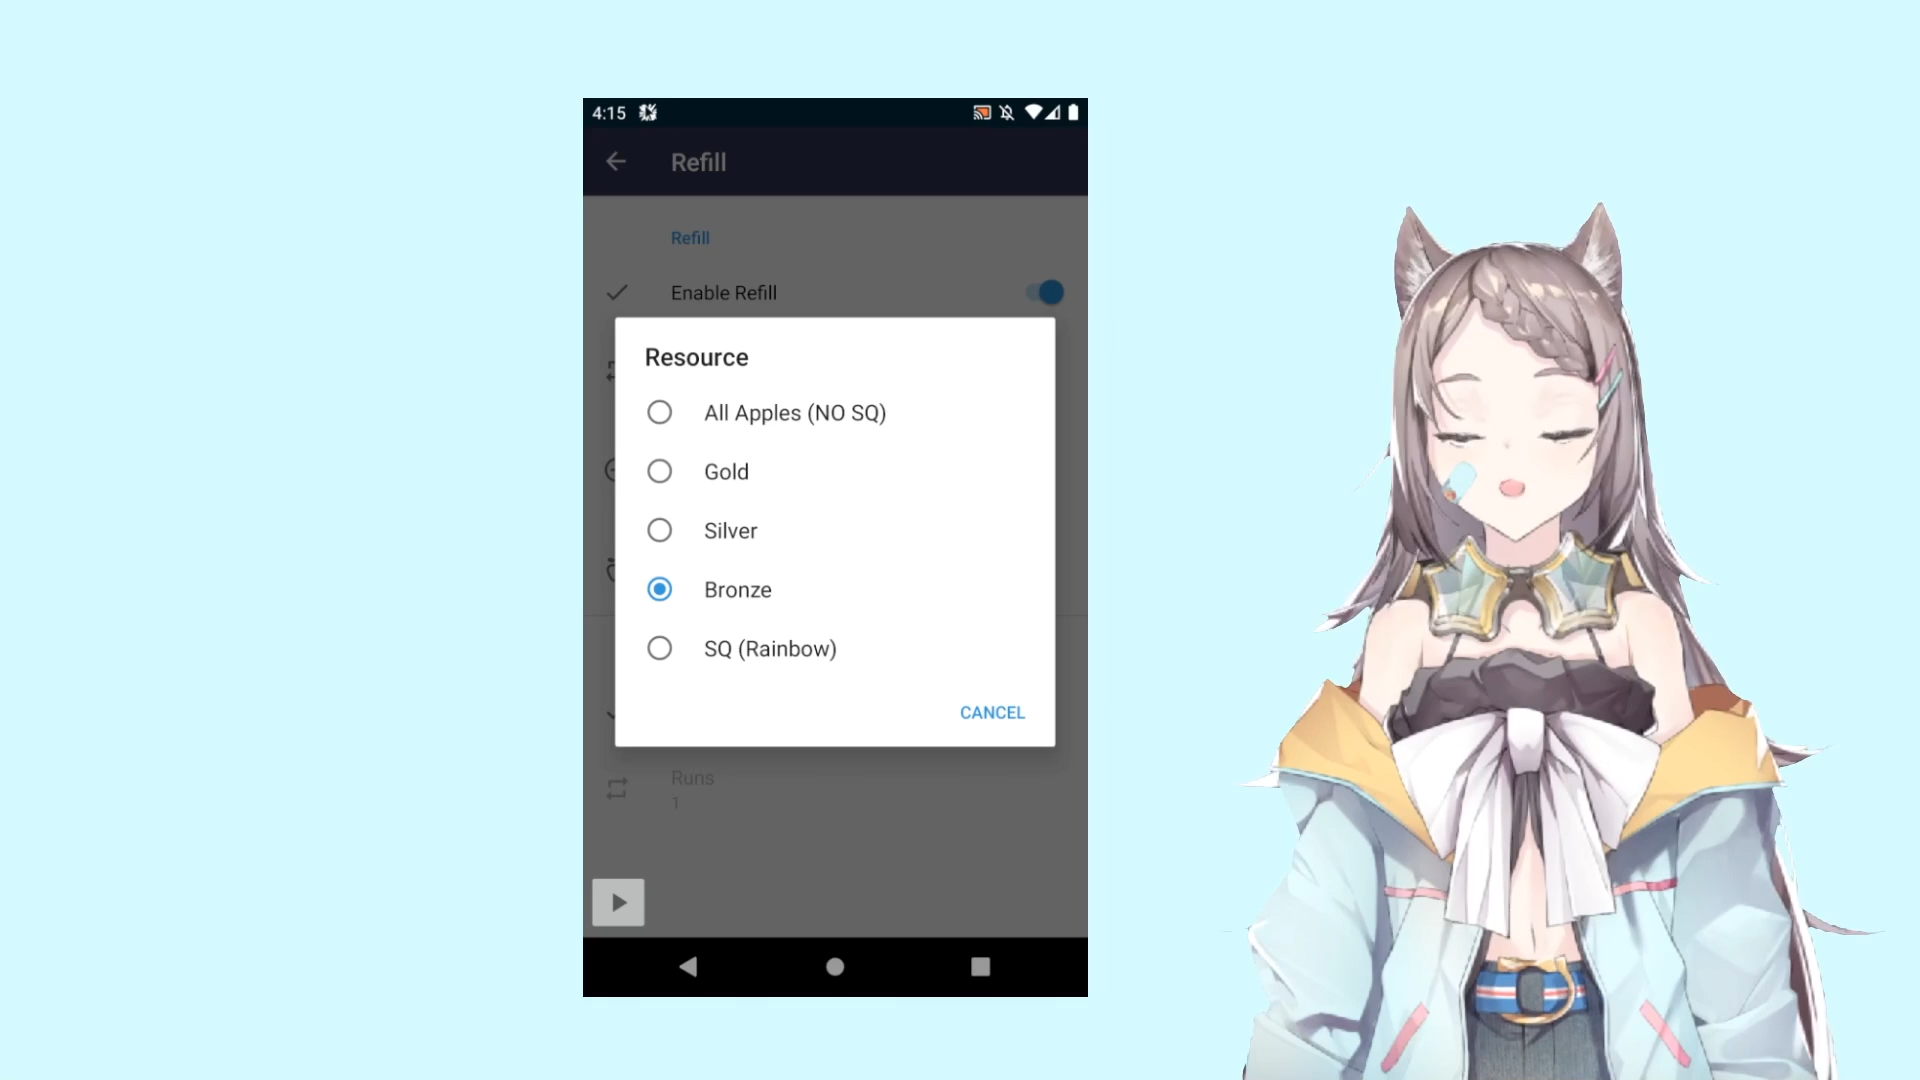 4:15
Refill
Refill
Enable Refill
Resource
All Apples (NO SQ)
Gold
Silver
Bronze
SQ (Rainbow)
CANCEL
Runs
1